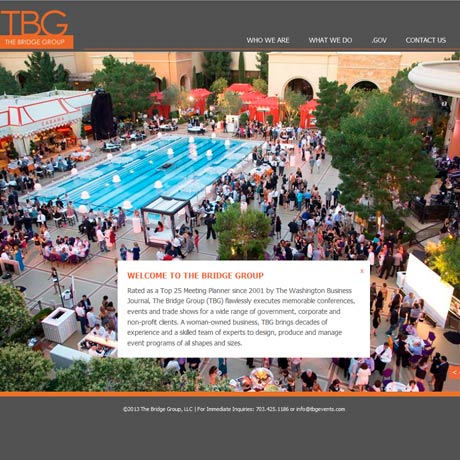 TBG
THE BRIDGE GROUP
WHO WE ARE
WHAT WE DO
.GOV
CONTACT US
x
WELCOME TO THE BRIDGE GROUP
Rated as a Top 25 Meeting Planner since 2001 by The Washington Business
Journal, The Bridge Group (TBG) flawlessly executes memorable conferences,
events and trade shows for a wide range of government, corporate and
non-profit clients. A woman-owned business, TBG brings decades of
experience and a skilled team of experts to design, produce and manage
event programs of all shapes and sizes.
<
©2013 The Bridge Group, LLC | For Immediate Inquiries: 703.425.1186 or info@tbgevents.com